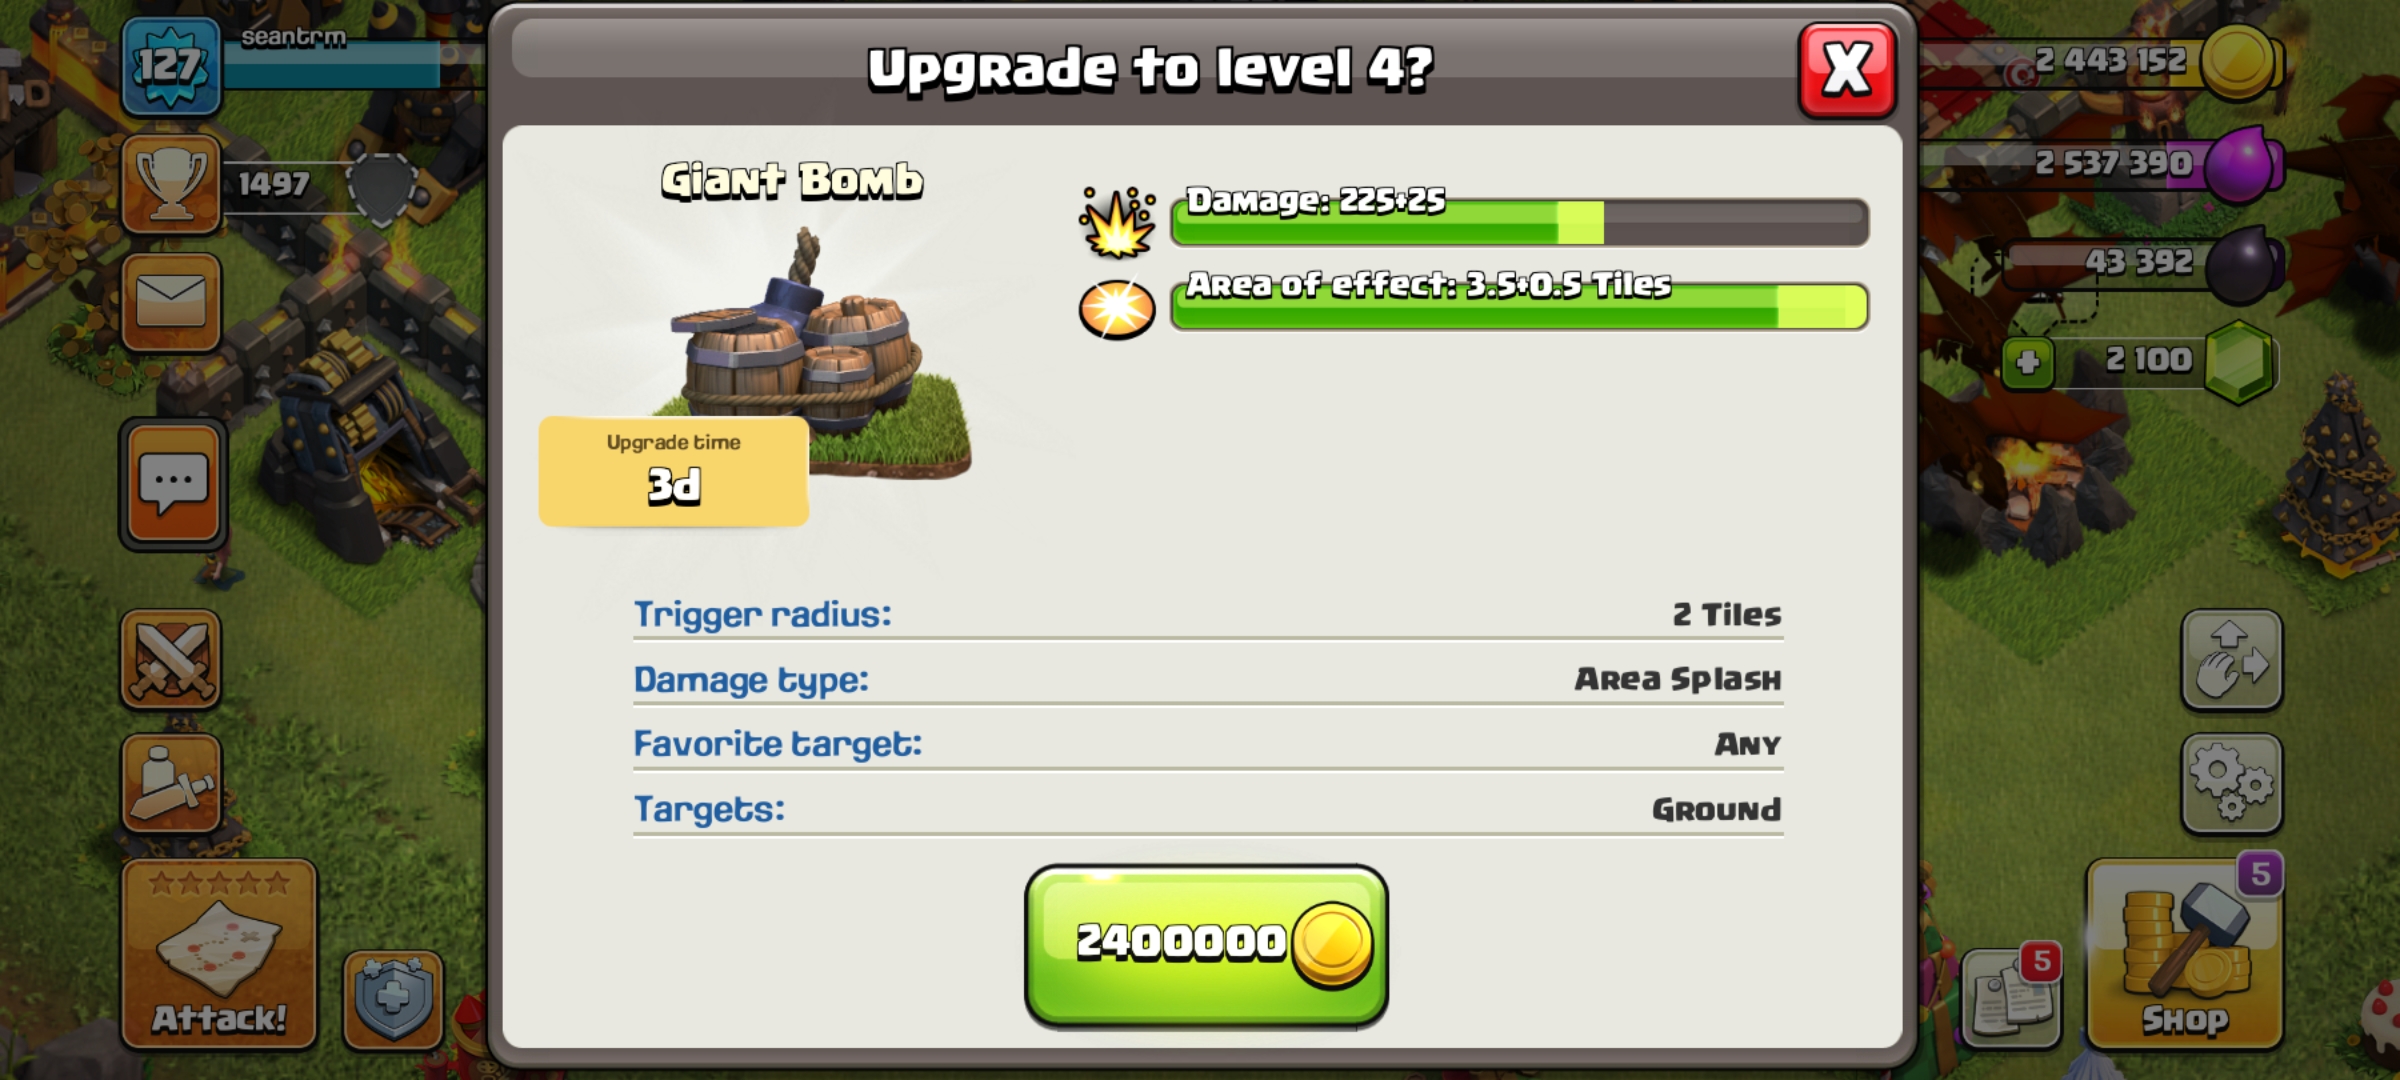 127
seantrm
1497
Upgrade to level 4?
X
Giant Bomb
Damage: 225+25
Area of effect: 3.5+0.5 Tiles
Upgrade time
3d
Trigger radius: 2 Tiles
Damage type: Area Splash
Favorite target: Any
Targets: Ground
2400000
2 443 152
2 537 390
43 392
2 100
Attack!
5
5
Shop